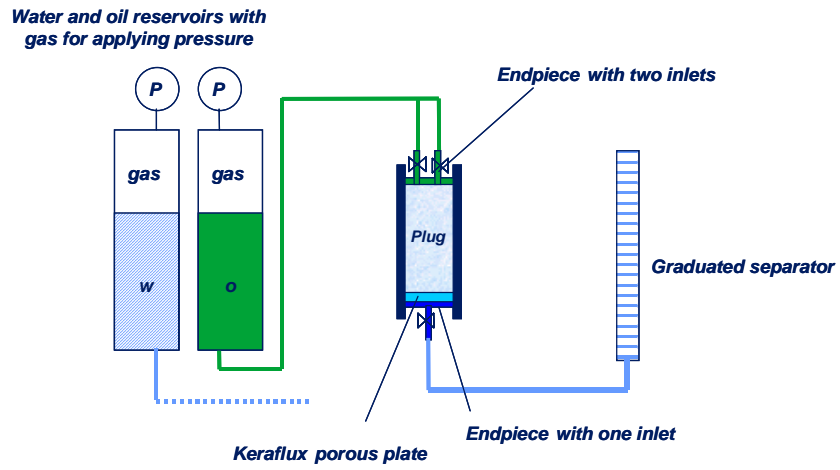 Water and oil reservoirs with
gas for applying pressure
P
P
Endpiece with two inlets
gas
gas
Plug
w
o
Graduated separator
Endpiece with one inlet
Keraflux porous plate